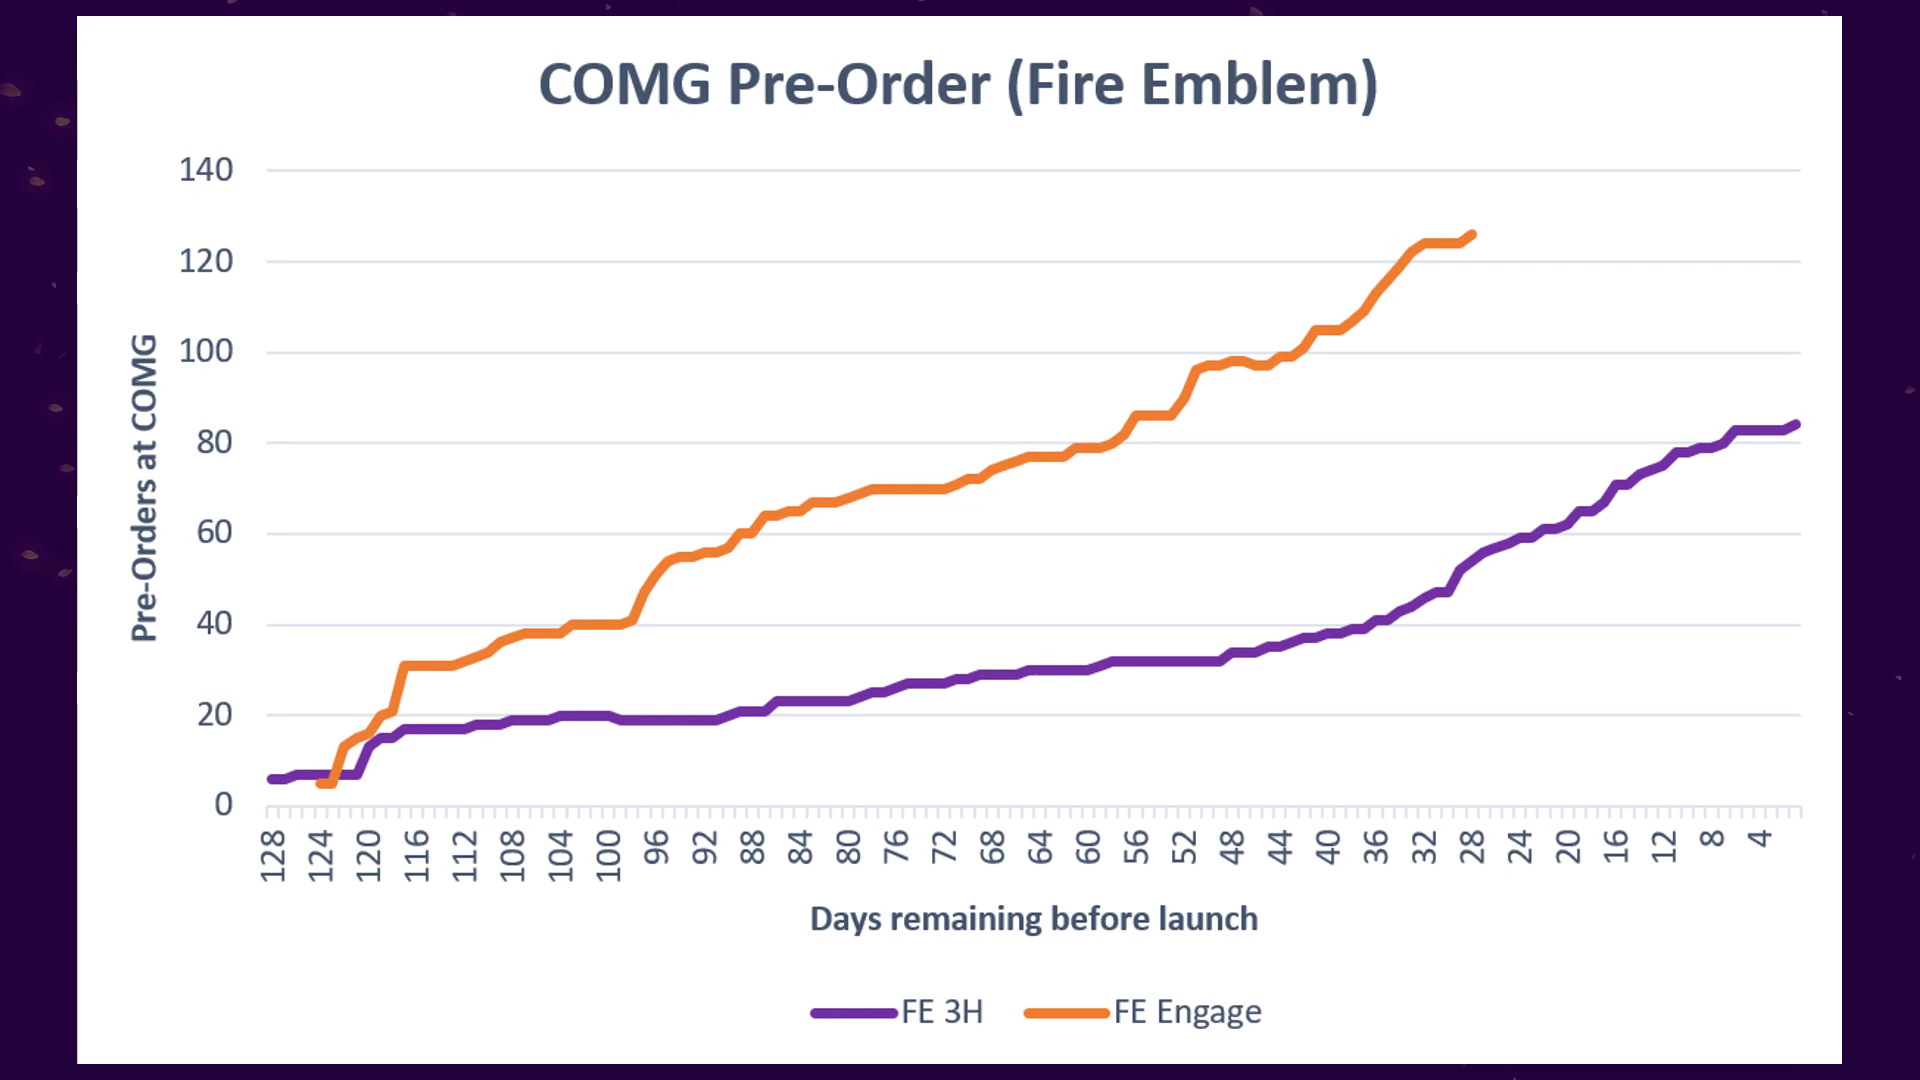 COMG Pre-Order (Fire Emblem)
140
120
100
80
60
40
20
0
Pre-Orders at COMG
128 124 120 116 112 108 104 100 96 92 88 84 80 76 72 68 64 60 56 52 48 44 40 36 32 28 24 20 16 12 8 4
Days remaining before launch
FE 3H FE Engage